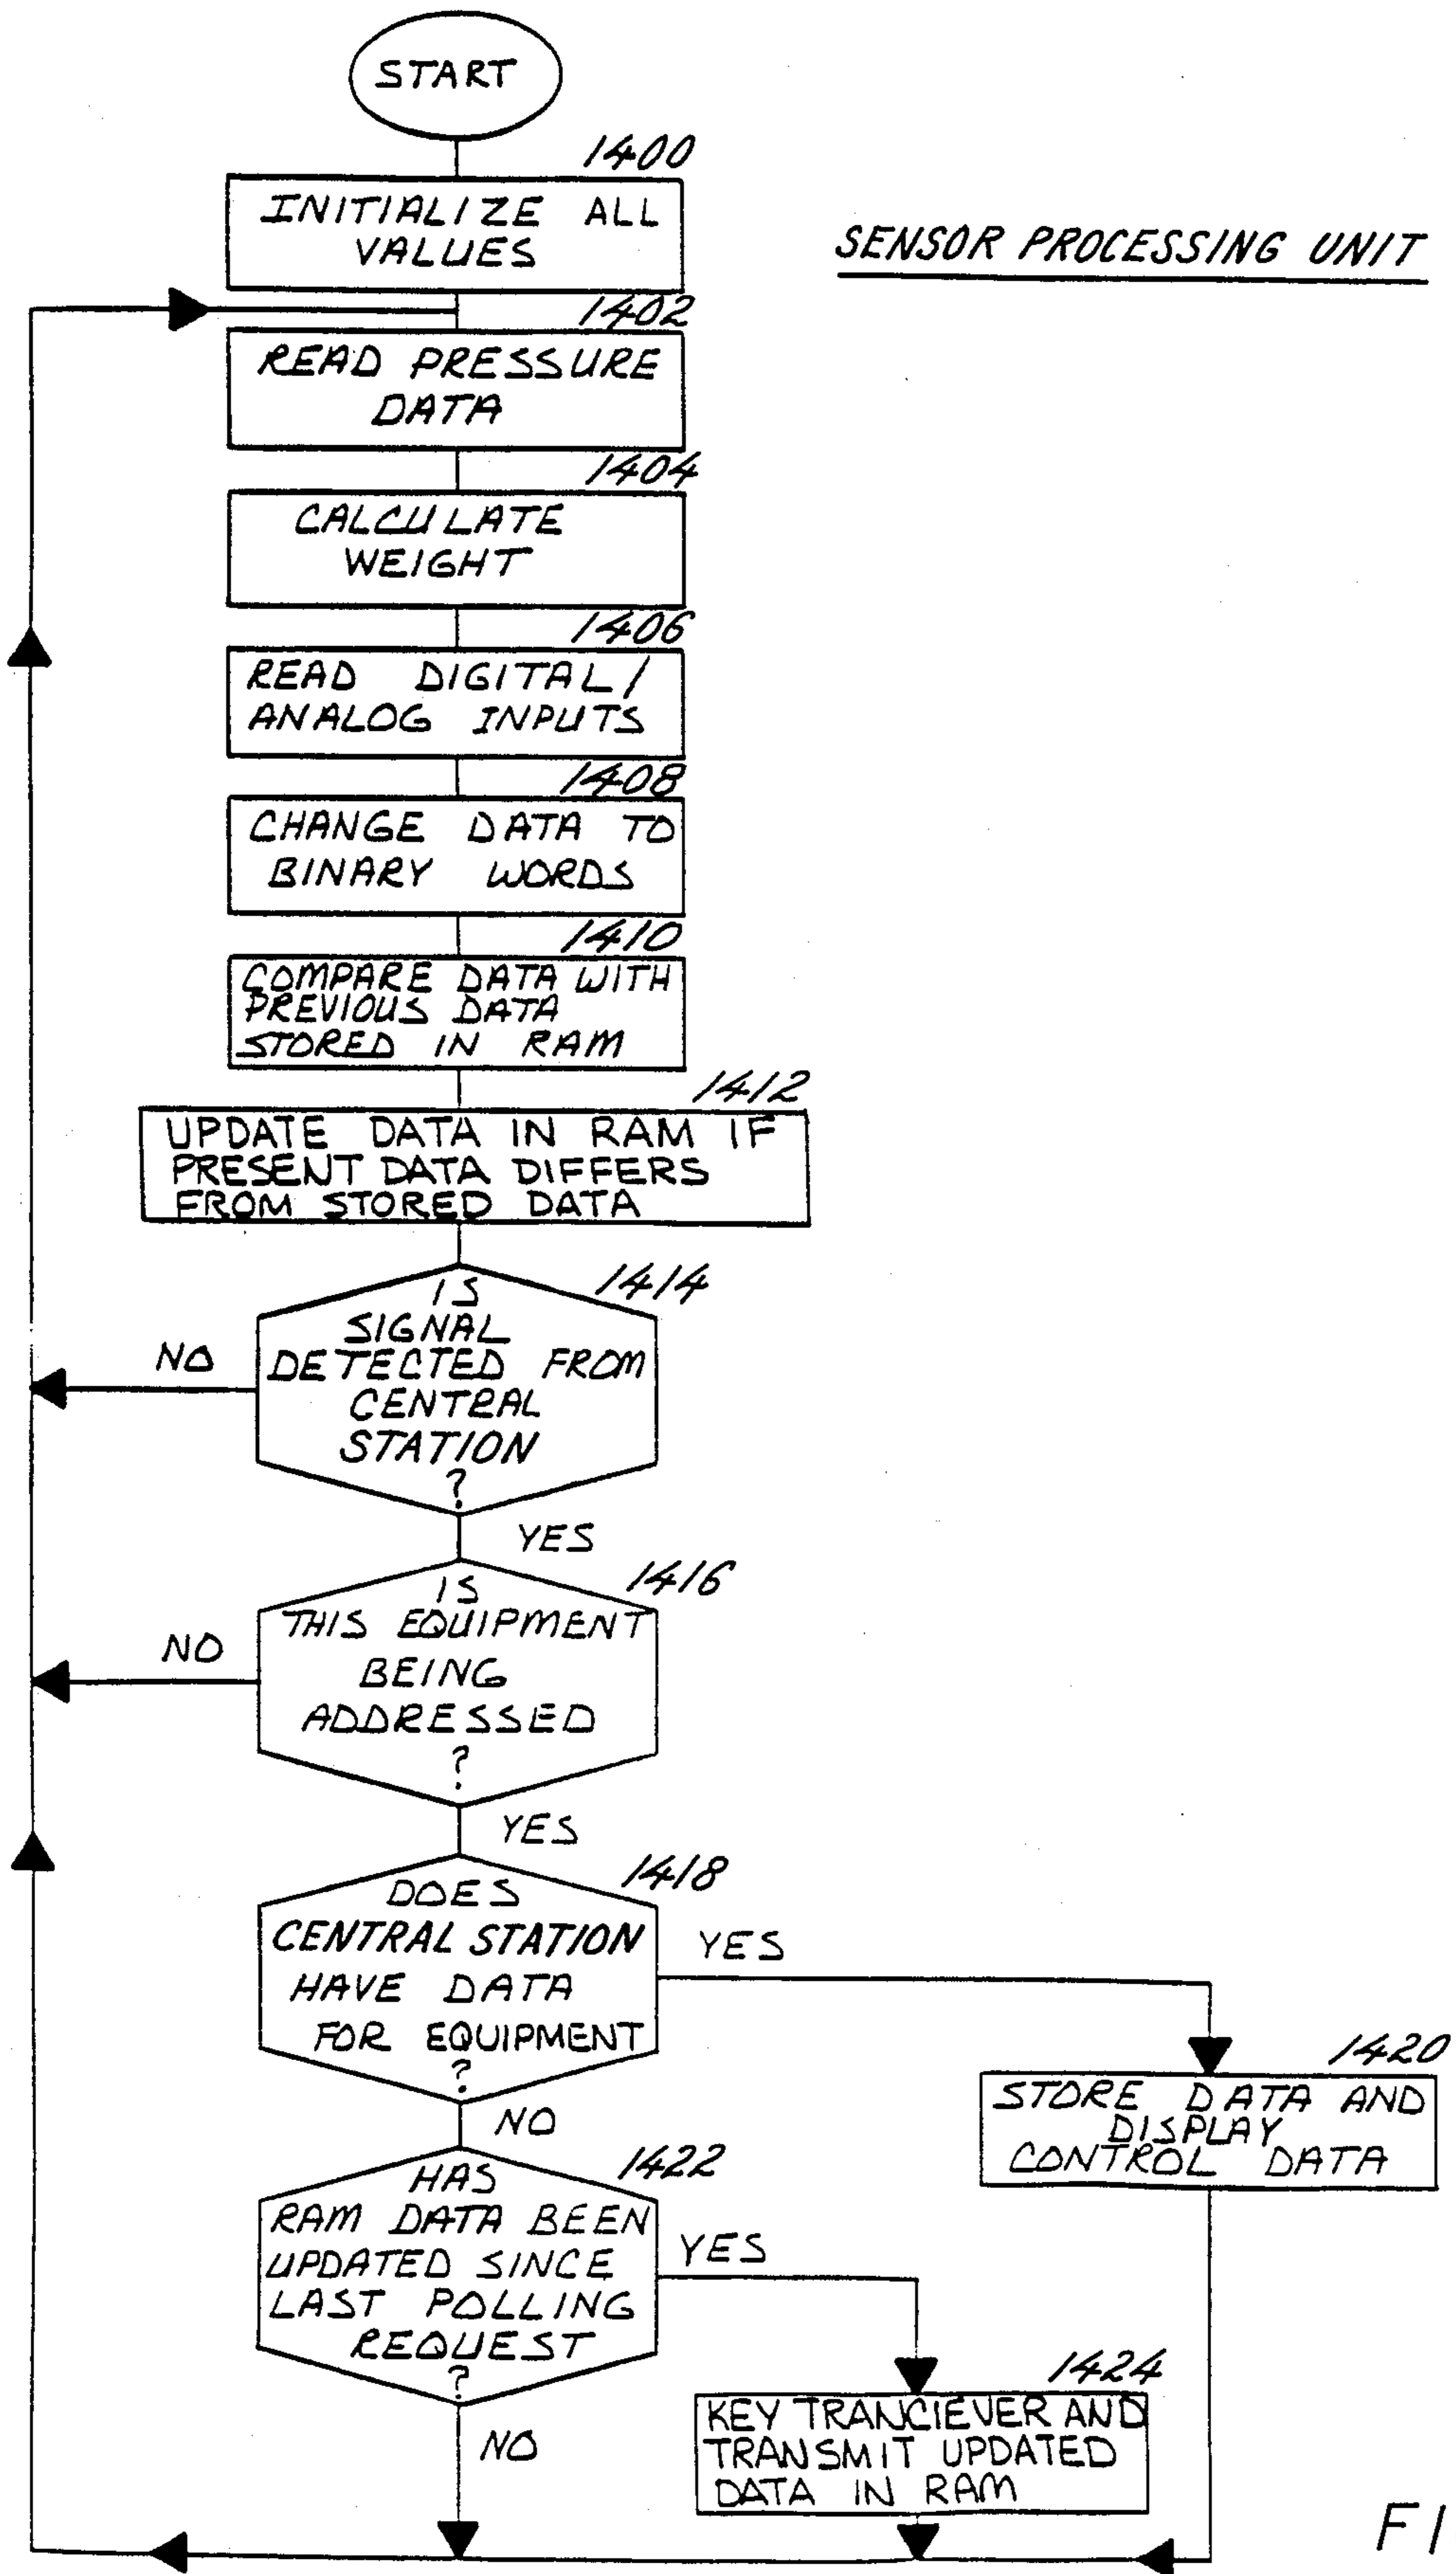 START
1400
INITIALIZE ALL
VALUES
SENSOR PROCESSING UNIT
1402
READ PRESSURE
DATA
1404
CALCULATE
WEIGHT
1406
READ DIGITAL/
ANALOG INPUTS
1408
CHANGE DATA TO
BINARY WORDS
1410
COMPARE DATA WITH
PREVIOUS DATA
STORED IN RAM
1412
UPDATE DATA IN RAM IF
PRESENT DATA DIFFERS
FROM STORED DATA
1414
IS
SIGNAL
DETECTED FROM
CENTRAL
STATION
?
NO
YES
1416
IS
THIS EQUIPMENT
BEING
ADDRESSED
?
NO
YES
1418
DOES
CENTRAL STATION
HAVE DATA
FOR EQUIPMENT
?
YES
NO
1420
STORE DATA AND
DISPLAY
CONTROL DATA
1422
HAS
RAM DATA BEEN
UPDATED SINCE
LAST POLLING
REQUEST
?
YES
NO
1424
KEY TRANCIEVER AND
TRANSMIT UPDATED
DATA IN RAM
FI